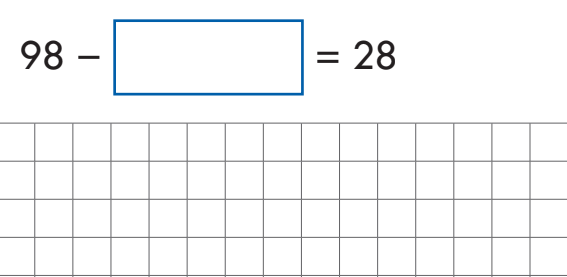 98 – = 28